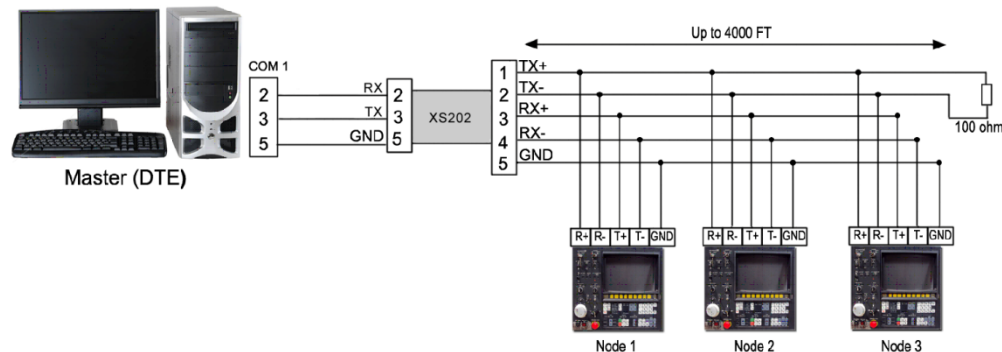 Up to 4000 FT
COM 1
2 RX 2
3 TX 3
5 GND 5
XS202
1 TX+
2 TX-
3 RX+
4 RX-
5 GND
100 ohm
Master (DTE)
R+ R- T+ T- GND
R+ R- T+ T- GND
R+ R- T+ T- GND
Node 1
Node 2
Node 3